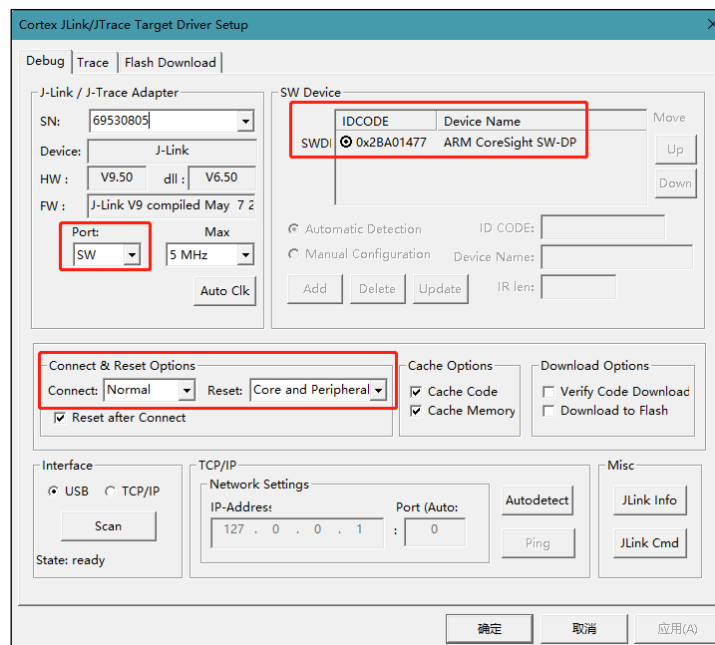 Cortex JLink/JTrace Target Driver Setup
Debug Trace Flash Download
J-Link / J-Trace Adapter
SN: 69530805
Device: J-Link
HW : V9.50 dll : V6.50
FW : J-Link V9 compiled May 7 2
Port: Max
SW 5 MHz
Auto Clk
SW Device
IDCODE Device Name Move
SWDI 0x2BA01477 ARM CoreSight SW-DP Up
Down
Automatic Detection ID CODE:
Manual Configuration Device Name:
Add Delete Update IR len:
Connect & Reset Options
Connect: Normal Reset: Core and Peripheral
Reset after Connect
Cache Options
Cache Code
Cache Memory
Download Options
Verify Code Download
Download to Flash
Interface
USB TCP/IP
Scan
State: ready
TCP/IP
Network Settings
IP-Address: Port (Auto:
127 . 0 . 0 . 1 : 0
Autodetect
Ping
Misc
JLink Info
JLink Cmd
确定 取消 应用(A)